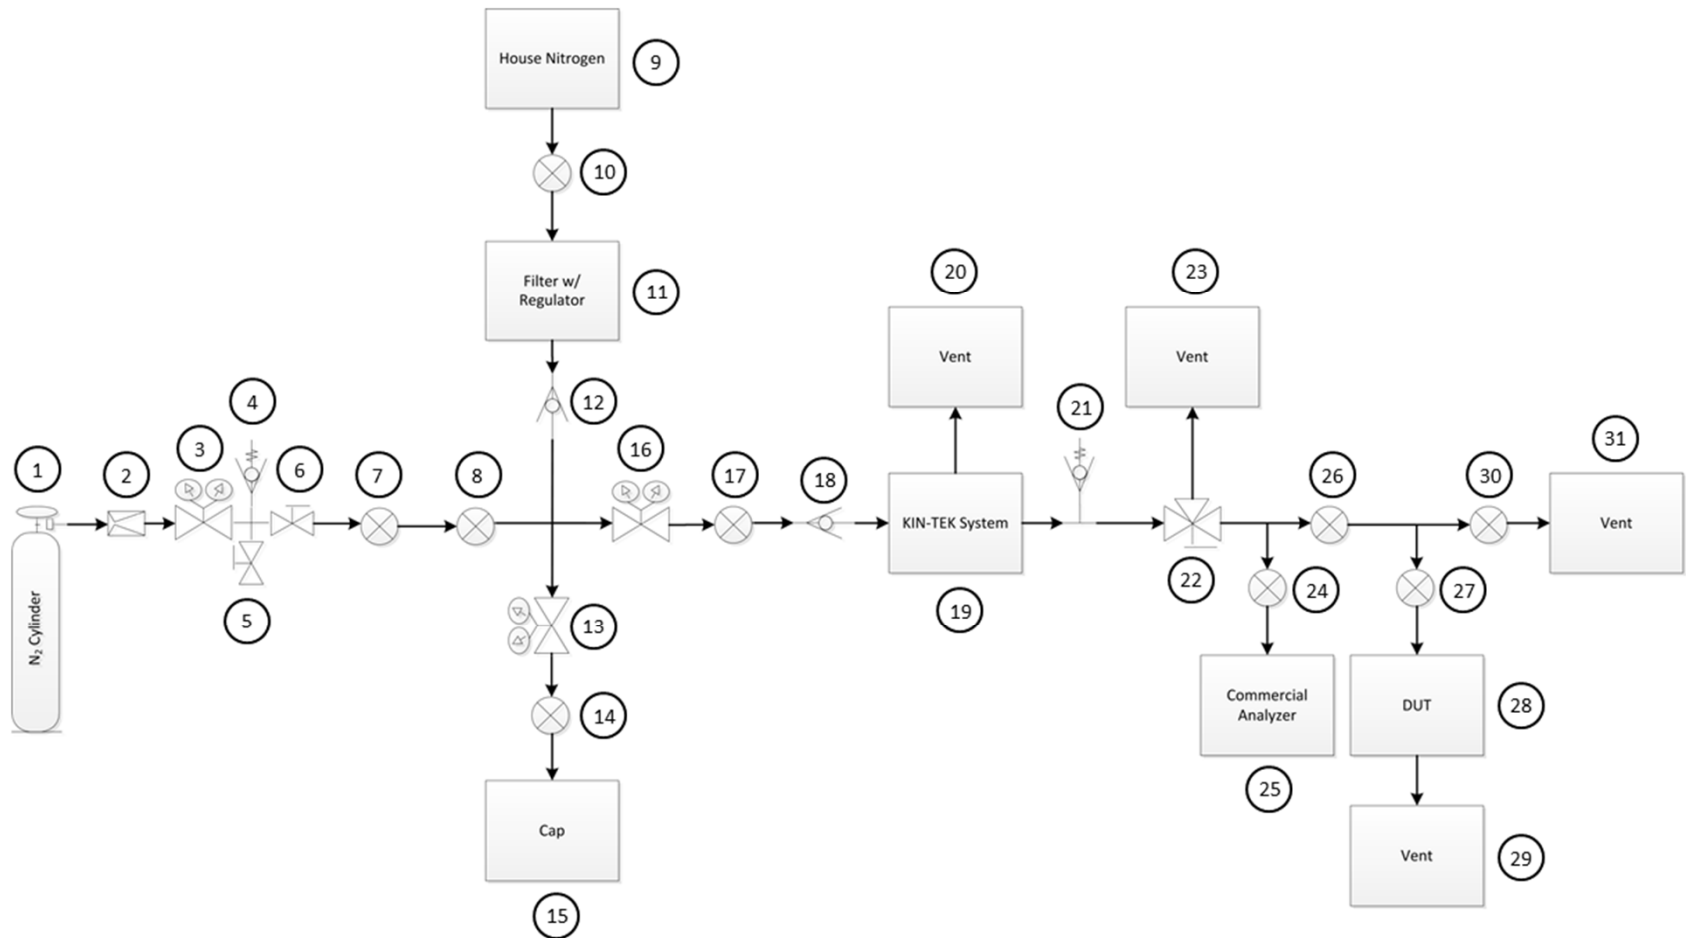 House Nitrogen
9
10
Filter w/
Regulator
11
20
23
Vent
Vent
4
12
21
3
16
31
1
2
6
7
8
17
18
26
30
KIN-TEK System
Vent
N₂ Cylinder
5
13
19
22
24
27
14
Commercial
Analyzer
DUT
28
25
Cap
Vent
29
15